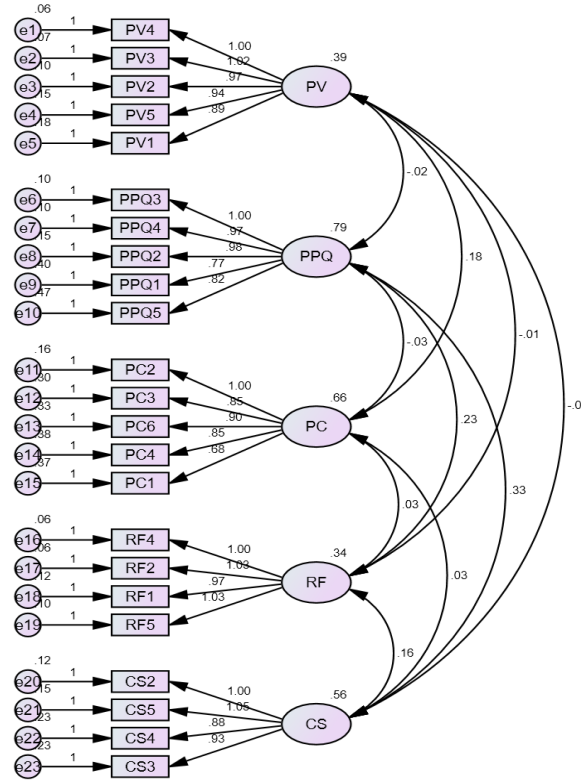 .06
e1 1 PV4
.07
e2 1 PV3
.10
e3 1 PV2
.15
e4 1 PV5
.18
e5 1 PV1
1.00
1.02
.97
.94
.89
.39
PV
-.02
.10
e6 1 PPQ3
.10
e7 1 PPQ4
.15
e8 1 PPQ2
.40
e9 1 PPQ1
.47
e10 1 PPQ5
1.00
.97
.98
.77
.82
.79
PPQ
.18
-.01
-.03
.16
e11 1 PC2
.30
e12 1 PC3
.33
e13 1 PC6
.38
e14 1 PC4
.37
e15 1 PC1
1.00
.85
.90
.85
.68
.66
PC
.23
-.0
.33
.03
.06
e16 1 RF4
.06
e17 1 RF2
.12
e18 1 RF1
.10
e19 1 RF5
1.00
1.03
.97
1.03
.34
RF
.03
.16
.12
e20 1 CS2
.15
e21 1 CS5
.23
e22 1 CS4
.23
e23 1 CS3
1.00
1.05
.88
.93
.56
CS